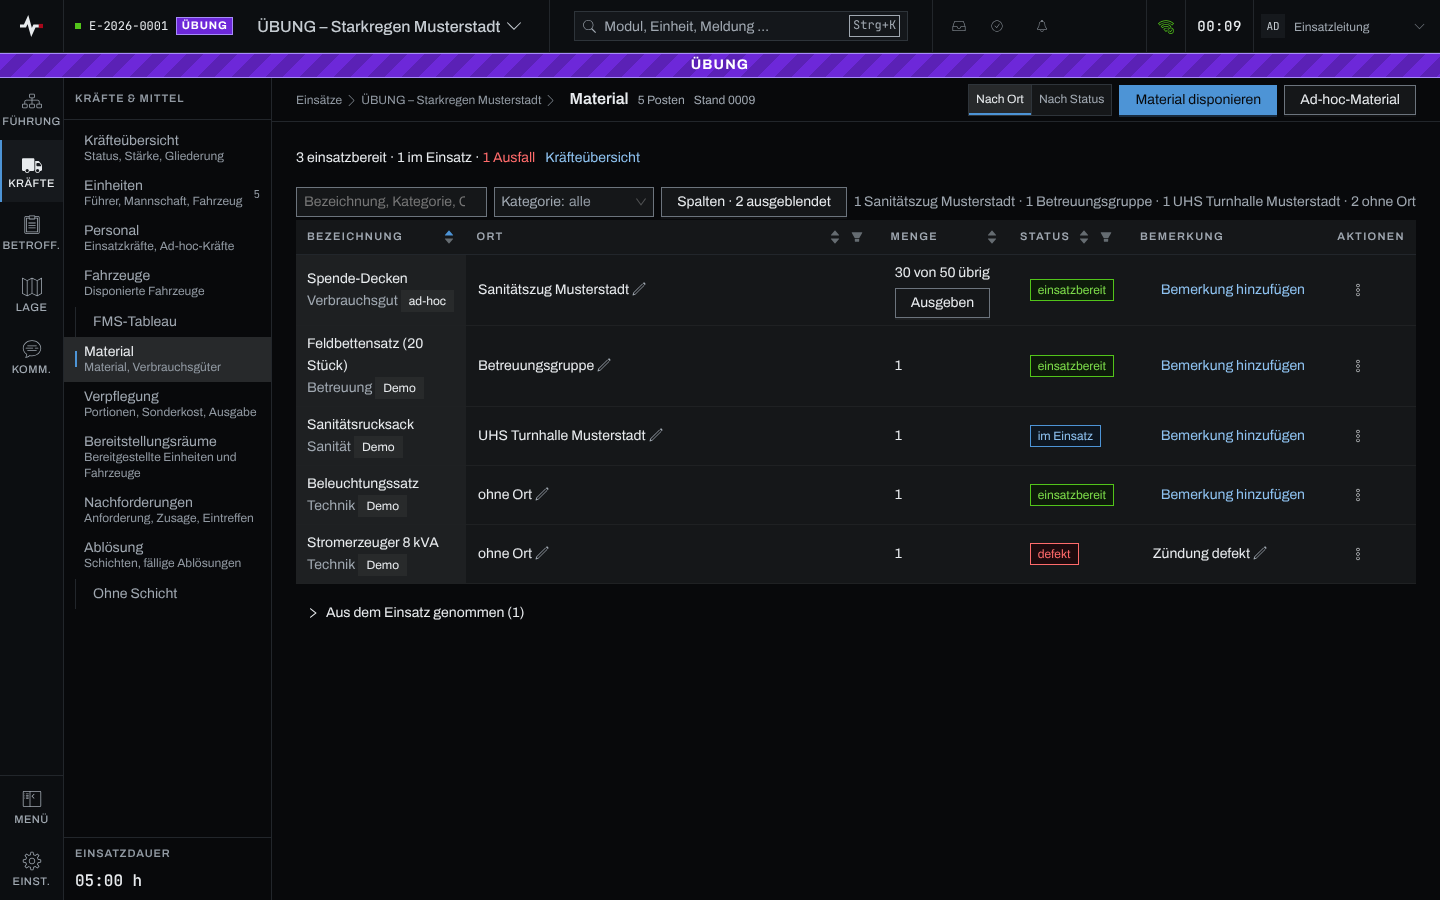 E-2026-0001 ÜBUNG ÜBUNG – Starkregen Musterstadt
Modul, Einheit, Meldung ... Strg+K
00:09
AD Einsatzleitung
ÜBUNG
FÜHRUNG
KRÄFTE
BETROFF.
LAGE
KOMM.
MENÜ
EINST.
KRÄFTE & MITTEL
Kräfteübersicht
Status, Stärke, Gliederung
Einheiten
Führer, Mannschaft, Fahrzeug
5
Personal
Einsatzkräfte, Ad-hoc-Kräfte
Fahrzeuge
Disponierte Fahrzeuge
FMS-Tableau
Material
Material, Verbrauchsgüter
Verpflegung
Portionen, Sonderkost, Ausgabe
Bereitstellungsräume
Bereitgestellte Einheiten und
Fahrzeuge
Nachforderungen
Anforderung, Zusage, Eintreffen
Ablösung
Schichten, fällige Ablösungen
Ohne Schicht
EINSATZDAUER
05:00 h
Einsätze ÜBUNG – Starkregen Musterstadt Material 5 Posten Stand 0009
Nach Ort Nach Status Material disponieren Ad-hoc-Material
3 einsatzbereit · 1 im Einsatz · 1 Ausfall Kräfteübersicht
Bezeichnung, Kategorie, Kategorie: alle Spalten · 2 ausgeblendet 1 Sanitätszug Musterstadt · 1 Betreuungsgruppe · 1 UHS Turnhalle Musterstadt · 2 ohne Ort
BEZEICHNUNG ORT MENGE STATUS BEMERKUNG AKTIONEN
Spende-Decken
Verbrauchsgut ad-hoc
Sanitätszug Musterstadt
30 von 50 übrig
Ausgeben
einsatzbereit
Bemerkung hinzufügen
Feldbettensatz (20
Stück)
Betreuung Demo
Betreuungsgruppe
1
einsatzbereit
Bemerkung hinzufügen
Sanitätsrucksack
Sanität Demo
UHS Turnhalle Musterstadt
1
im Einsatz
Bemerkung hinzufügen
Beleuchtungssatz
Technik Demo
ohne Ort
1
einsatzbereit
Bemerkung hinzufügen
Stromerzeuger 8 kVA
Technik Demo
ohne Ort
1
defekt
Zündung defekt
Aus dem Einsatz genommen (1)